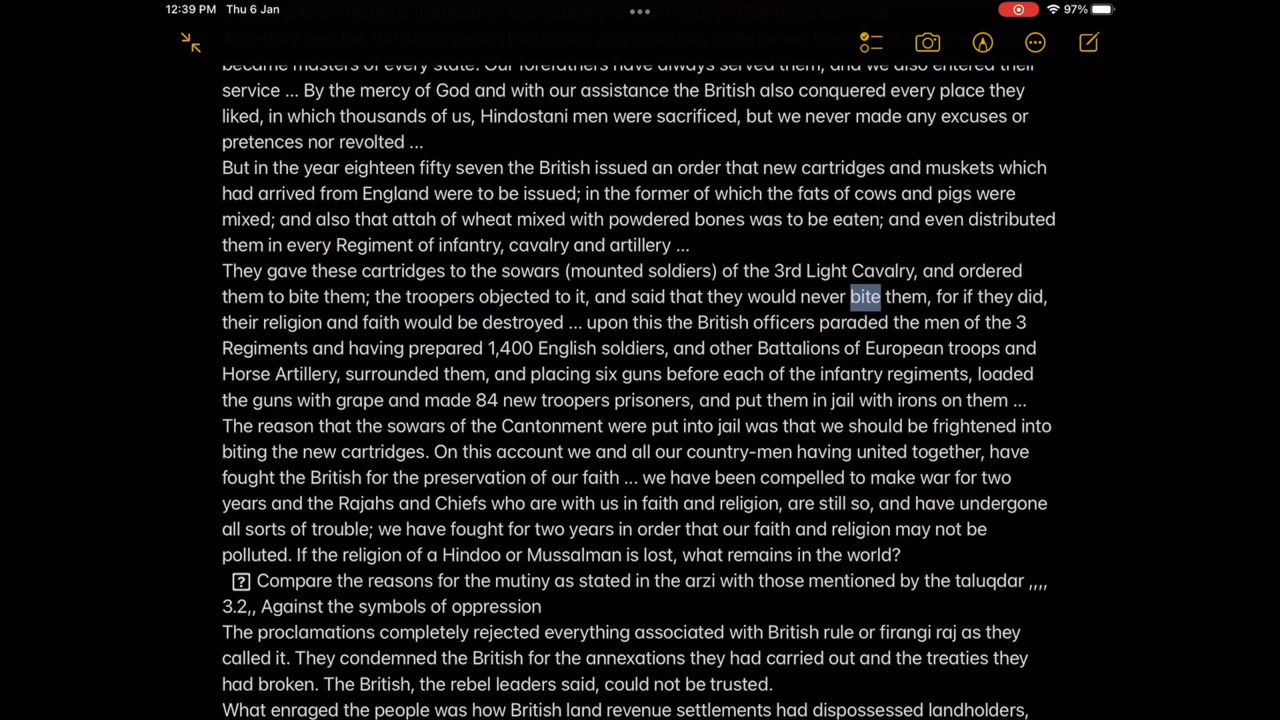 12:39 PM Thu 6 Jan
97%
became masters of every state. Our forefathers have always served them, and we also entered their
service ... By the mercy of God and with our assistance the British also conquered every place they
liked, in which thousands of us, Hindostani men were sacrificed, but we never made any excuses or
pretences nor revolted ...
But in the year eighteen fifty seven the British issued an order that new cartridges and muskets which
had arrived from England were to be issued; in the former of which the fats of cows and pigs were
mixed; and also that attah of wheat mixed with powdered bones was to be eaten; and even distributed
them in every Regiment of infantry, cavalry and artillery ...
They gave these cartridges to the sowars (mounted soldiers) of the 3rd Light Cavalry, and ordered
them to bite them; the troopers objected to it, and said that they would never bite them, for if they did,
their religion and faith would be destroyed ... upon this the British officers paraded the men of the 3
Regiments and having prepared 1,400 English soldiers, and other Battalions of European troops and
Horse Artillery, surrounded them, and placing six guns before each of the infantry regiments, loaded
the guns with grape and made 84 new troopers prisoners, and put them in jail with irons on them ...
The reason that the sowars of the Cantonment were put into jail was that we should be frightened into
biting the new cartridges. On this account we and all our country-men having united together, have
fought the British for the preservation of our faith ... we have been compelled to make war for two
years and the Rajahs and Chiefs who are with us in faith and religion, are still so, and have undergone
all sorts of trouble; we have fought for two years in order that our faith and religion may not be
polluted. If the religion of a Hindoo or Mussalman is lost, what remains in the world?
? Compare the reasons for the mutiny as stated in the arzi with those mentioned by the taluqdar ,,,,
3.2,, Against the symbols of oppression
The proclamations completely rejected everything associated with British rule or firangi raj as they
called it. They condemned the British for the annexations they had carried out and the treaties they
had broken. The British, the rebel leaders said, could not be trusted.
What enraged the people was how British land revenue settlements had dispossessed landholders,